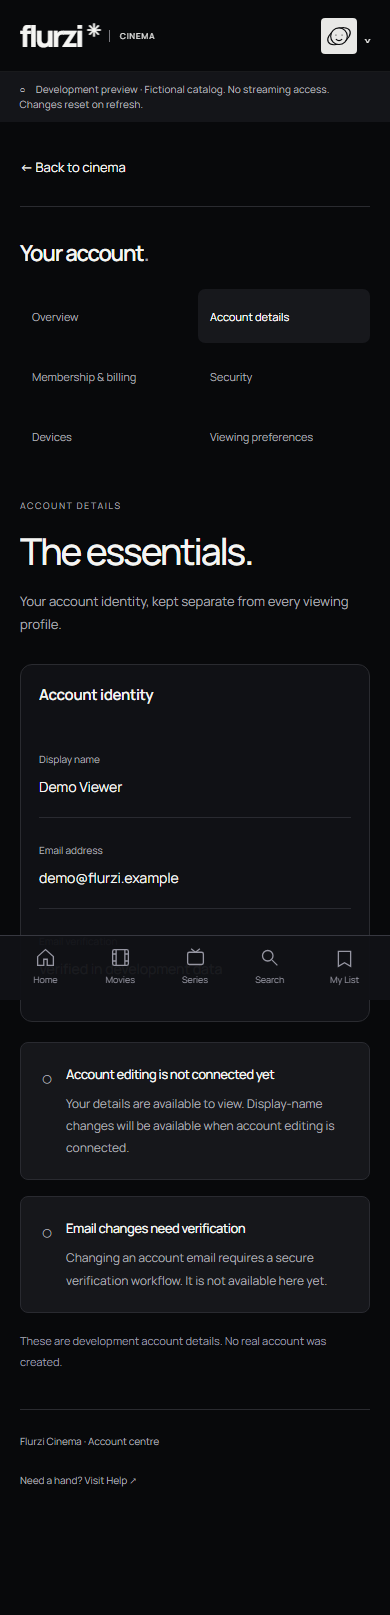 flurzi* | CINEMA
Development preview · Fictional catalog. No streaming access.
Changes reset on refresh.
← Back to cinema
Your account.
Overview
Account details
Membership & billing
Security
Devices
Viewing preferences
ACCOUNT DETAILS
The essentials.
Your account identity, kept separate from every viewing
profile.
Account identity
Display name
Demo Viewer
Email address
demo@flurzi.example
Verified in development data
Home
Movies
Series
Search
My List
Account editing is not connected yet
Your details are available to view. Display-name
changes will be available when account editing is
connected.
Email changes need verification
Changing an account email requires a secure
verification workflow. It is not available here yet.
These are development account details. No real account was
created.
Flurzi Cinema · Account centre
Need a hand? Visit Help ↗